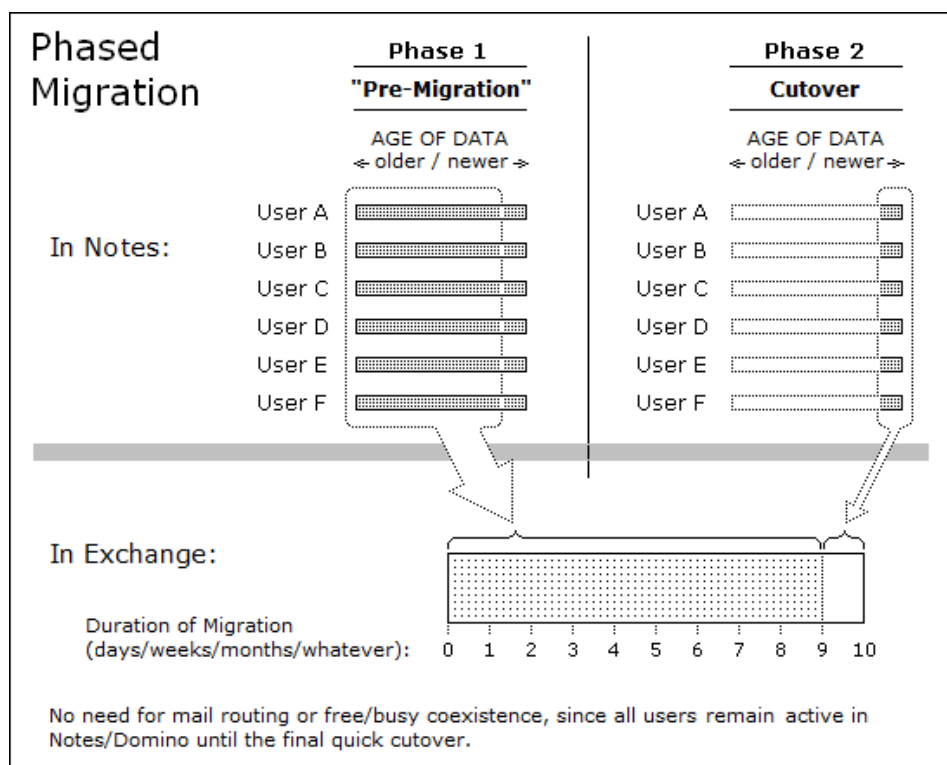 Phased
Migration
Phase 1
"Pre-Migration"
AGE OF DATA
older / newer
Phase 2
Cutover
AGE OF DATA
older / newer
In Notes:
User A
User B
User C
User D
User E
User F
User A
User B
User C
User D
User E
User F
In Exchange:
Duration of Migration
(days/weeks/months/whatever):
0 1 2 3 4 5 6 7 8 9 10
No need for mail routing or free/busy coexistence, since all users remain active in
Notes/Domino until the final quick cutover.